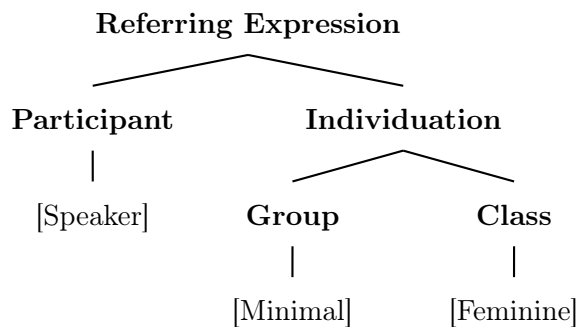 Referring Expression
Participant Individuation
[Speaker] Group Class
[Minimal] [Feminine]